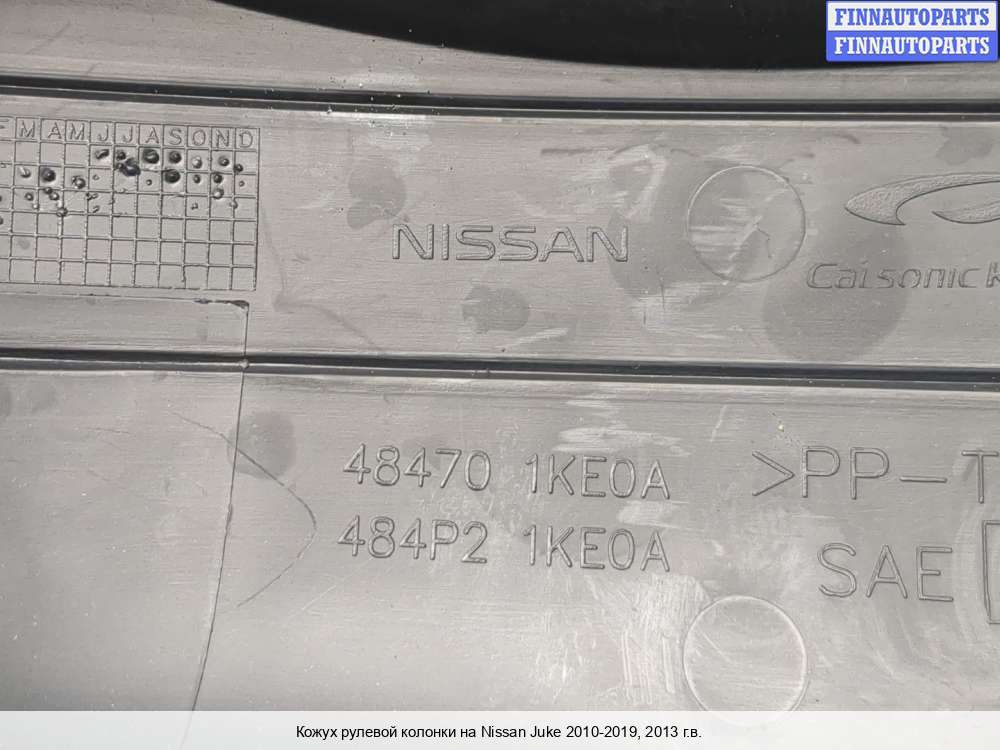 FINNAUTOPARTS
FINNAUTOPARTS
F M A M J J A S O N D
NISSAN
Calsonic K
48470 1KE0A
>PP-T
484P2 1KE0A
SAE
Кожух рулевой колонки на Nissan Juke 2010-2019, 2013 г.в.